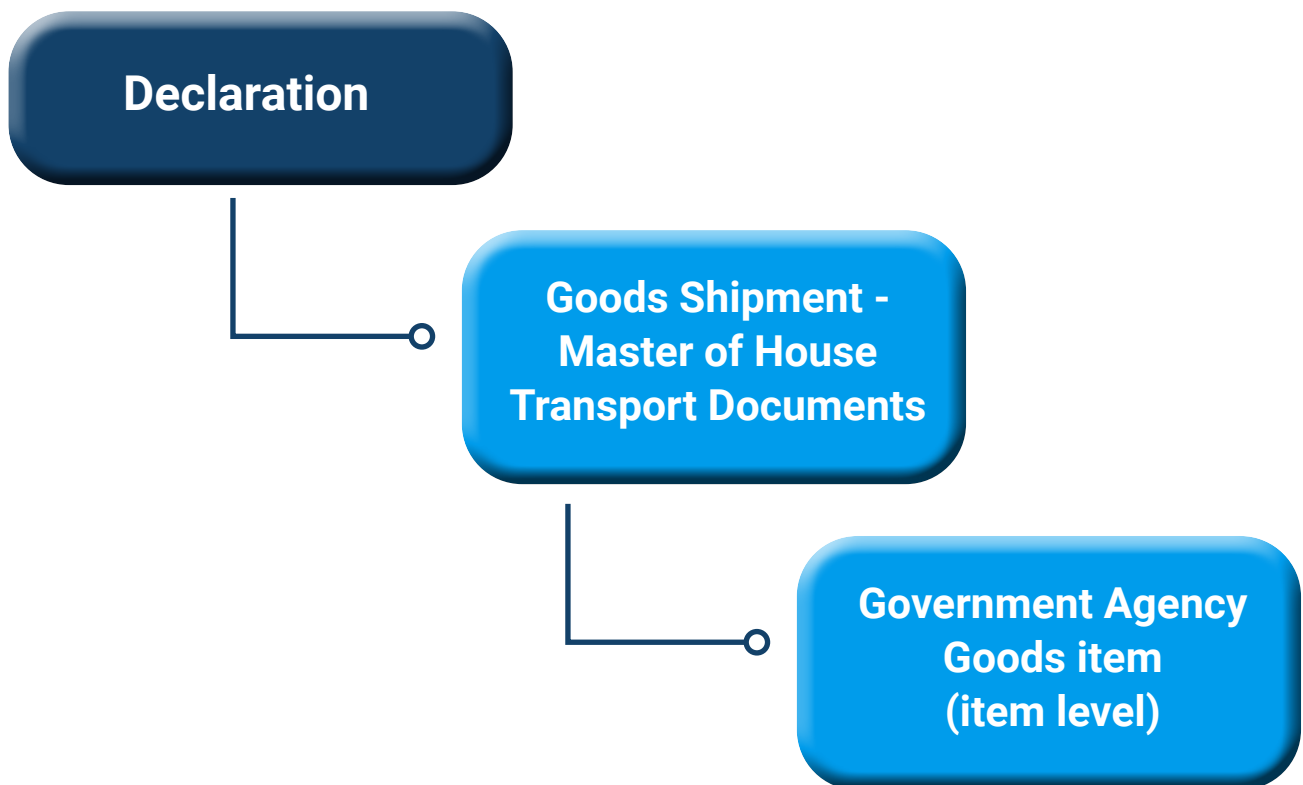 Declaration
Goods Shipment -
Master of House
Transport Documents
Government Agency
Goods item
(item level)